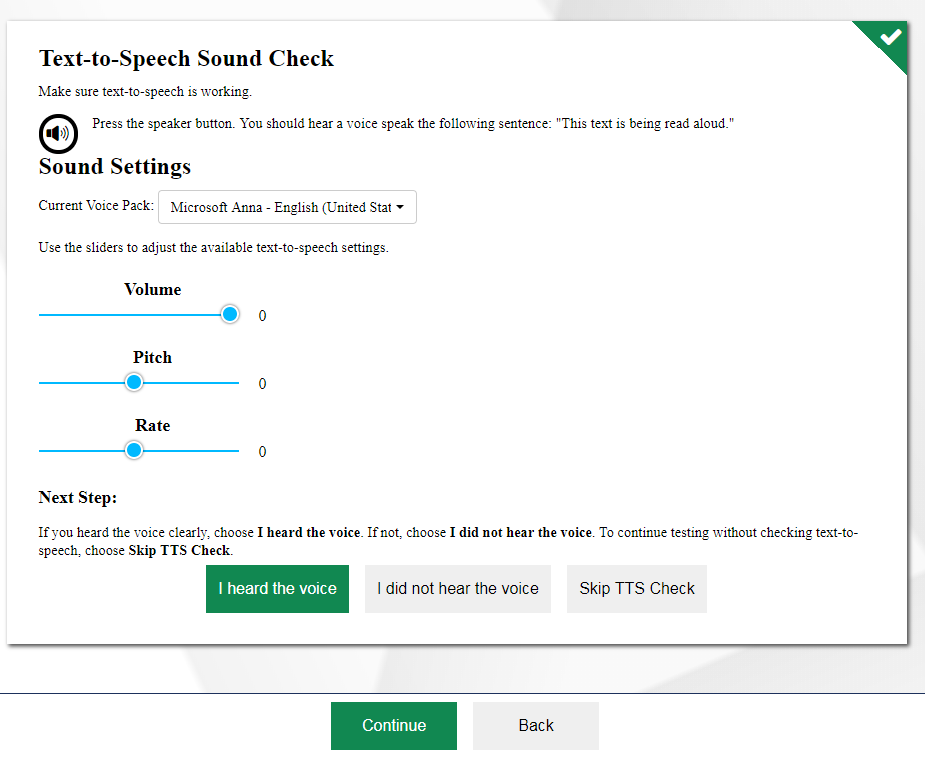 Text-to-Speech Sound Check
Make sure text-to-speech is working.
Press the speaker button. You should hear a voice speak the following sentence: "This text is being read aloud."
Sound Settings
Current Voice Pack: Microsoft Anna - English (United Stat
Use the sliders to adjust the available text-to-speech settings.
Volume
0
Pitch
0
Rate
0
Next Step:
If you heard the voice clearly, choose I heard the voice. If not, choose I did not hear the voice. To continue testing without checking text-to-
speech, choose Skip TTS Check.
I heard the voice I did not hear the voice Skip TTS Check
Continue Back